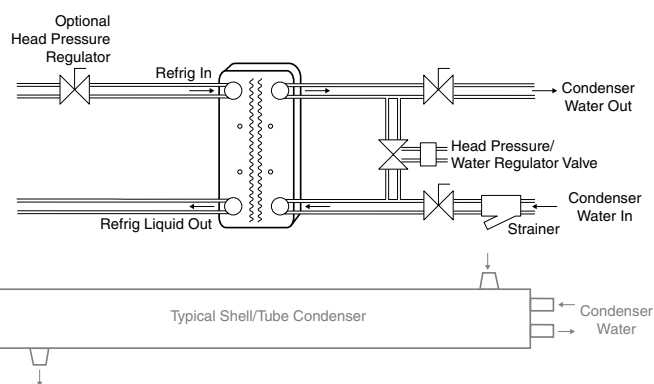 Optional
Head Pressure
Regulator
Refrig In
Condenser
Water Out
Head Pressure/
Water Regulator Valve
Condenser
Water In
Refrig Liquid Out
Strainer
Typical Shell/Tube Condenser
Condenser
Water